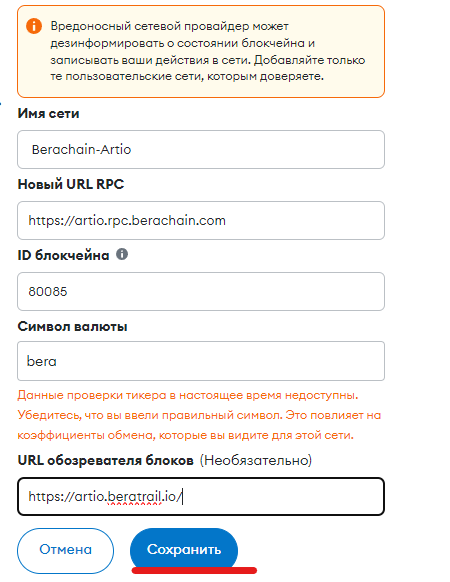 Вредоносный сетевой провайдер может
дезинформировать о состоянии блокчейна и
записывать ваши действия в сети. Добавляйте только
те пользовательские сети, которым доверяете.
Имя сети
Berachain-Artio
Новый URL RPC
https://artio.rpc.berachain.com
ID блокчейна
80085
Символ валюты
bera
Данные проверки тикера в настоящее время недоступны.
Убедитесь, что вы ввели правильный символ. Это повлияет на
коэффициенты обмена, которые вы видите для этой сети.
URL обозревателя блоков (Необязательно)
https://artio.beratrail.io/
Отмена Сохранить